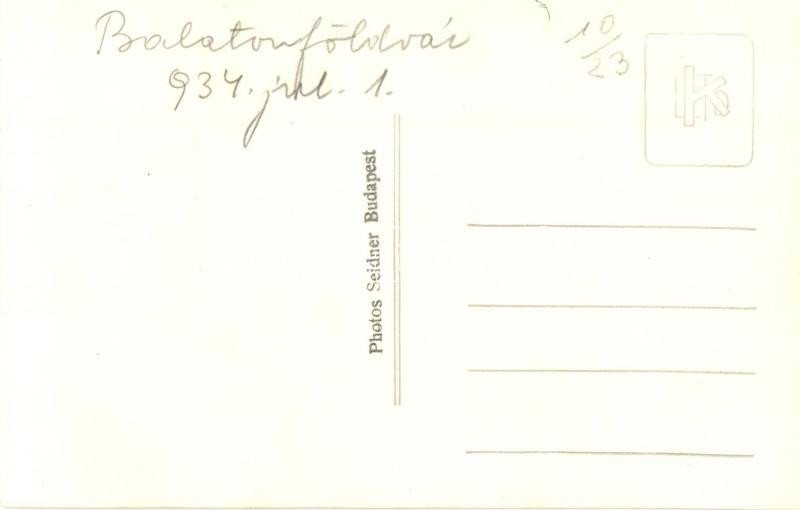 Balatonföldvár
934. júl. 1.
10/23
K
Photos Seidner Budapest